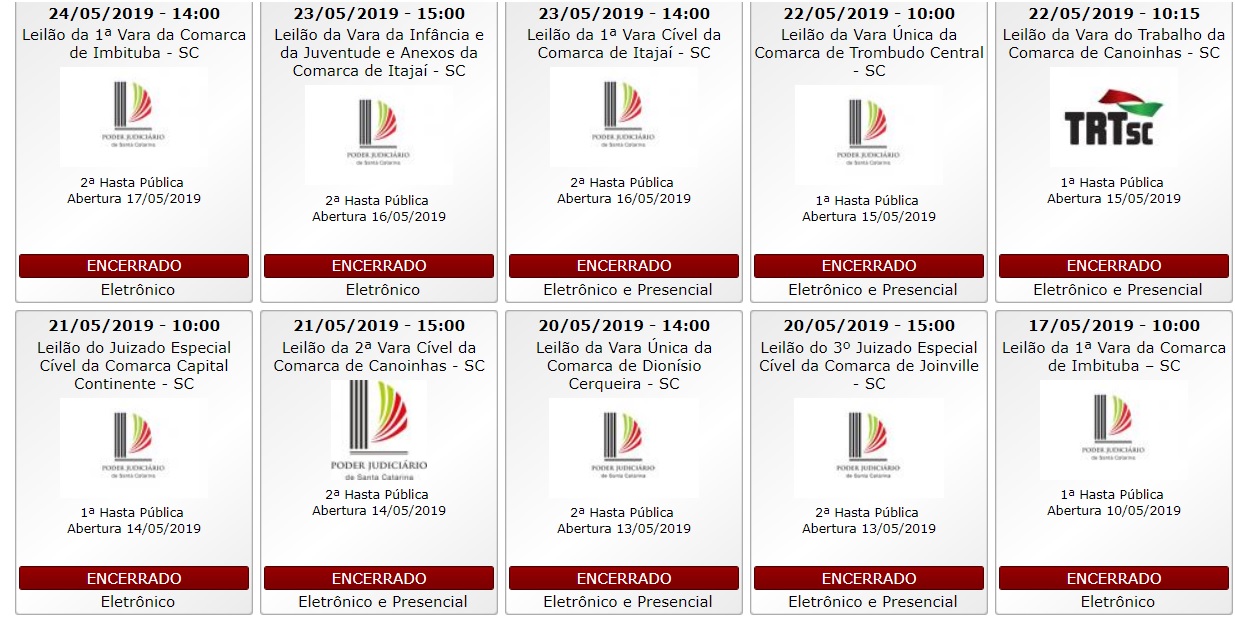 24/05/2019 - 14:00
Leilão da 1ª Vara da Comarca
de Imbituba - SC
PODER JUDICIÁRIO
de Santa Catarina
2ª Hasta Pública
Abertura 17/05/2019
ENCERRADO
Eletrônico
23/05/2019 - 15:00
Leilão da Vara da Infância e
da Juventude e Anexos da
Comarca de Itajaí - SC
PODER JUDICIÁRIO
de Santa Catarina
2ª Hasta Pública
Abertura 16/05/2019
ENCERRADO
Eletrônico
23/05/2019 - 14:00
Leilão da 1ª Vara Cível da
Comarca de Itajaí - SC
PODER JUDICIÁRIO
de Santa Catarina
2ª Hasta Pública
Abertura 16/05/2019
ENCERRADO
Eletrônico e Presencial
22/05/2019 - 10:00
Leilão da Vara Única da
Comarca de Trombudo Central
- SC
PODER JUDICIÁRIO
de Santa Catarina
1ª Hasta Pública
Abertura 15/05/2019
ENCERRADO
Eletrônico e Presencial
22/05/2019 - 10:15
Leilão da Vara do Trabalho da
Comarca de Canoinhas - SC
TRTSC
1ª Hasta Pública
Abertura 15/05/2019
ENCERRADO
Eletrônico e Presencial
21/05/2019 - 10:00
Leilão do Juizado Especial
Cível da Comarca Capital
Continente - SC
PODER JUDICIÁRIO
de Santa Catarina
1ª Hasta Pública
Abertura 14/05/2019
ENCERRADO
Eletrônico
21/05/2019 - 15:00
Leilão da 2ª Vara Cível da
Comarca de Canoinhas - SC
PODER JUDICIÁRIO
de Santa Catarina
2ª Hasta Pública
Abertura 14/05/2019
ENCERRADO
Eletrônico e Presencial
20/05/2019 - 14:00
Leilão da Vara Única da
Comarca de Dionísio
Cerqueira - SC
PODER JUDICIÁRIO
de Santa Catarina
2ª Hasta Pública
Abertura 13/05/2019
ENCERRADO
Eletrônico e Presencial
20/05/2019 - 15:00
Leilão do 3º Juizado Especial
Cível da Comarca de Joinville
- SC
PODER JUDICIÁRIO
de Santa Catarina
2ª Hasta Pública
Abertura 13/05/2019
ENCERRADO
Eletrônico e Presencial
17/05/2019 - 10:00
Leilão da 1ª Vara da Comarca
de Imbituba – SC
PODER JUDICIÁRIO
de Santa Catarina
1ª Hasta Pública
Abertura 10/05/2019
ENCERRADO
Eletrônico